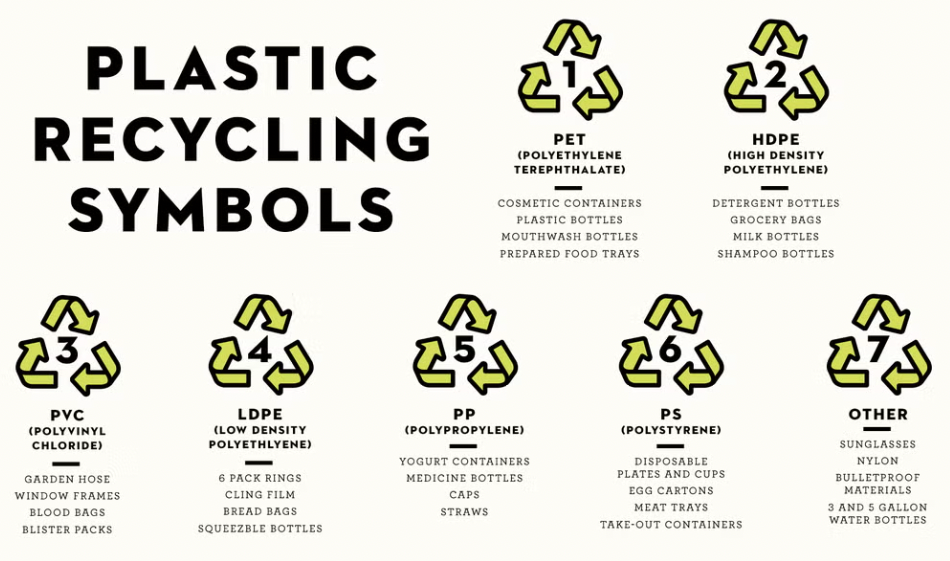 PLASTIC
RECYCLING
SYMBOLS
1
PET
(POLYETHYLENE
TEREPHTHALATE)
COSMETIC CONTAINERS
PLASTIC BOTTLES
MOUTHWASH BOTTLES
PREPARED FOOD TRAYS
2
HDPE
(HIGH DENSITY
POLYETHYLENE)
DETERGENT BOTTLES
GROCERY BAGS
MILK BOTTLES
SHAMPOO BOTTLES
3
PVC
(POLYVINYL
CHLORIDE)
GARDEN HOSE
WINDOW FRAMES
BLOOD BAGS
BLISTER PACKS
4
LDPE
(LOW DENSITY
POLYETHLYENE)
6 PACK RINGS
CLING FILM
BREAD BAGS
SQUEEZBLE BOTTLES
5
PP
(POLYPROPYLENE)
YOGURT CONTAINERS
MEDICINE BOTTLES
CAPS
STRAWS
6
PS
(POLYSTYRENE)
DISPOSABLE
PLATES AND CUPS
EGG CARTONS
MEAT TRAYS
TAKE-OUT CONTAINERS
7
OTHER
SUNGLASSES
NYLON
BULLETPROOF
MATERIALS
3 AND 5 GALLON
WATER BOTTLES